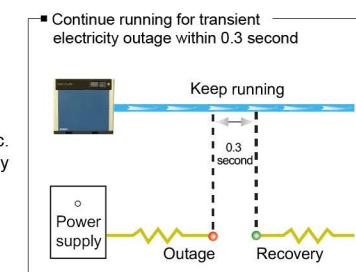 ■ Continue running for transient
electricity outage within 0.3 second
Keep running
c.
y
0.3
second
Power
supply
Outage
Recovery